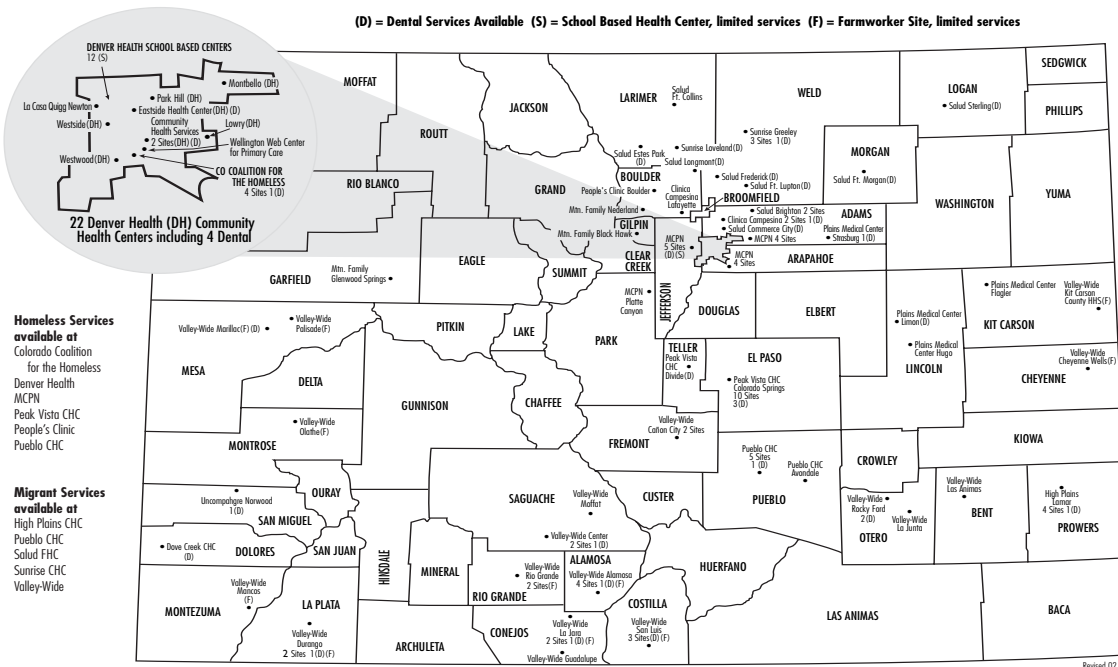 (D) = Dental Services Available (S) = School Based Health Center, limited services (F) = Farmworker Site, limited services
DENVER HEALTH SCHOOL BASED CENTERS
12 (S)
Montbello (DH)
Park Hill (DH)
La Casa Quigg Newton
Eastside Health Center (DH) (D)
Westside (DH)
Community
Health Services
2 Sites (DH) (D)
Lowry (DH)
Wellington Web Center
for Primary Care
Westwood (DH)
CO COALITION FOR
THE HOMELESS
4 Sites 1 (D)
22 Denver Health (DH) Community
Health Centers including 4 Dental
MOFFAT
ROUTT
JACKSON
LARIMER
Salud
Ft. Collins
WELD
LOGAN
Salud Sterling (D)
SEDGWICK
PHILLIPS
Sunrise Greeley
3 Sites 1 (D)
Sunrise Loveland (D)
Salud Estes Park
(D)
Salud Longmont (D)
MORGAN
Salud Ft. Morgan (D)
WASHINGTON
YUMA
RIO BLANCO
GRAND
BOULDER
People's Clinic Boulder
Clinica
Campesina
Lafayette
Salud Frederick (D)
Salud Ft. Lupton (D)
BROOMFIELD
Mtn. Family Nederland
GILPIN
Mtn. Family Black Hawk
Salud Brighton 2 Sites
Clinica Campesina 2 Sites 1 (D)
Salud Commerce City (D)
MCPN 4 Sites
ADAMS
Plains Medical Center
Strasburg 1 (D)
MCPN
5 Sites
(D) (S)
MCPN
4 Sites
ARAPAHOE
EAGLE
CLEAR
CREEK
SUMMIT
GARFIELD
Mtn. Family
Glenwood Springs
MCPN
Platte
Canyon
JEFFERSON
DOUGLAS
ELBERT
Plains Medical Center
Flagler
Valley-Wide
Kit Carson
County HHS (F)
KIT CARSON
Plains Medical Center
Limon (D)
Plains Medical
Center Hugo
LINCOLN
Valley-Wide
Cheyenne Wells (F)
CHEYENNE
Homeless Services
available at
Colorado Coalition
for the Homeless
Denver Health
MCPN
Peak Vista CHC
People's Clinic
Pueblo CHC
Valley-Wide Marillac (F) (D)
Valley-Wide
Palisade (F)
MESA
DELTA
PITKIN
LAKE
PARK
TELLER
Peak Vista
CHC
Divide (D)
EL PASO
Peak Vista CHC
Colorado Springs
10 Sites
3 (D)
GUNNISON
CHAFFEE
Valley-Wide
Olathe (F)
MONTROSE
FREMONT
Valley-Wide
Cañon City 2 Sites
KIOWA
CROWLEY
Pueblo CHC
5 Sites
1 (D)
Pueblo CHC
Avondale
PUEBLO
Migrant Services
available at
High Plains CHC
Pueblo CHC
Salud FHC
Sunrise CHC
Valley-Wide
Uncompahgre Norwood
1 (D)
OURAY
SAN MIGUEL
SAGUACHE
Valley-Wide
Moffat
CUSTER
Valley-Wide
Rocky Ford
2 (D)
Valley-Wide
La Junta
OTERO
Valley-Wide
Las Animas
BENT
High Plains
Lamar
4 Sites 1 (D)
PROWERS
Dove Creek CHC
(D)
DOLORES
SAN JUAN
HINSDALE
MINERAL
Valley-Wide Center
2 Sites 1 (D)
Valley-Wide
Rio Grande
2 Sites (F)
RIO GRANDE
ALAMOSA
Valley-Wide Alamosa
4 Sites 1 (D) (F)
HUERFANO
MONTEZUMA
Valley-Wide
Mancos
(F)
LA PLATA
Valley-Wide
Durango
2 Sites 1 (D) (F)
ARCHULETA
CONEJOS
Valley-Wide
La Jara
2 Sites 1 (D) (F)
Valley-Wide Guadalupe
COSTILLA
Valley-Wide
San Luis
3 Sites (D) (F)
LAS ANIMAS
BACA